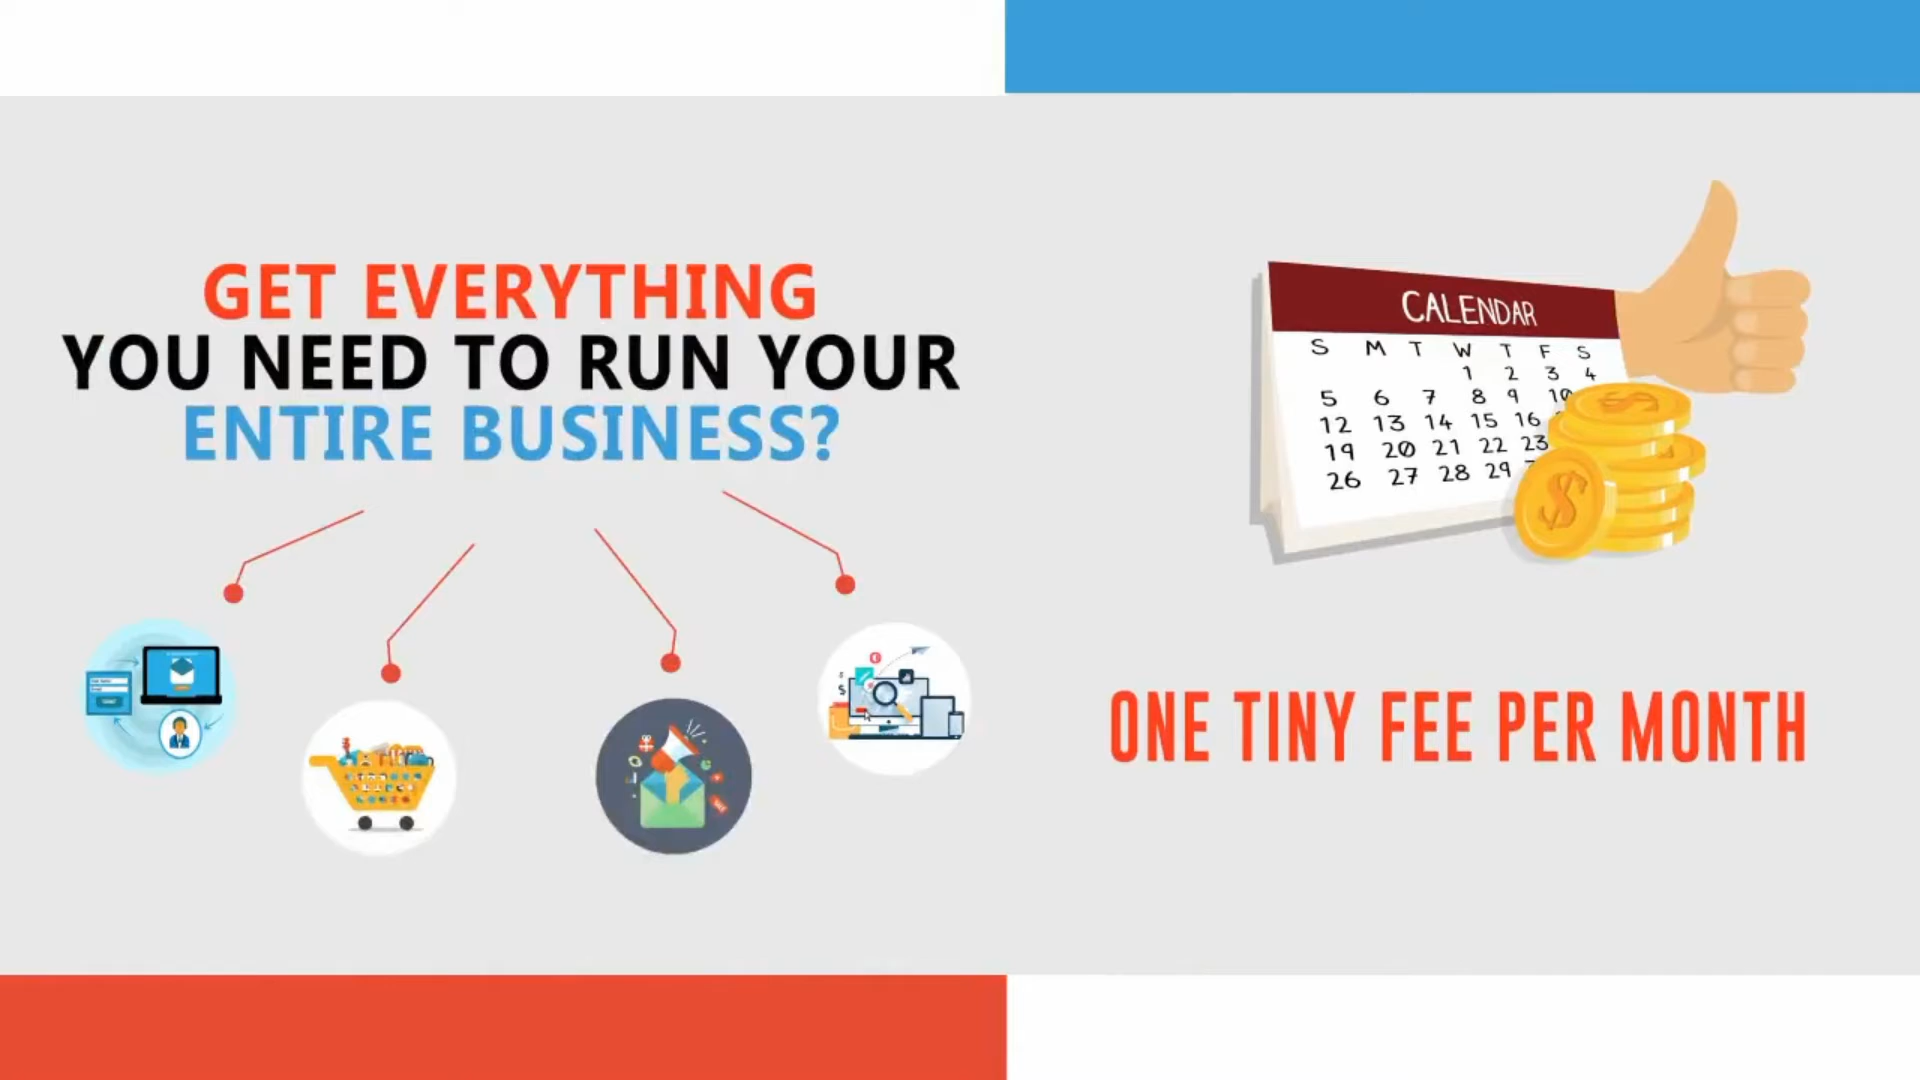 GET EVERYTHING
YOU NEED TO RUN YOUR
ENTIRE BUSINESS?
CALENDAR
S M T W T F S
1 2 3 4
5 6 7 8 9 10
12 13 14 15 16
19 20 21 22 23
26 27 28 29
$
$
$
ONE TINY FEE PER MONTH